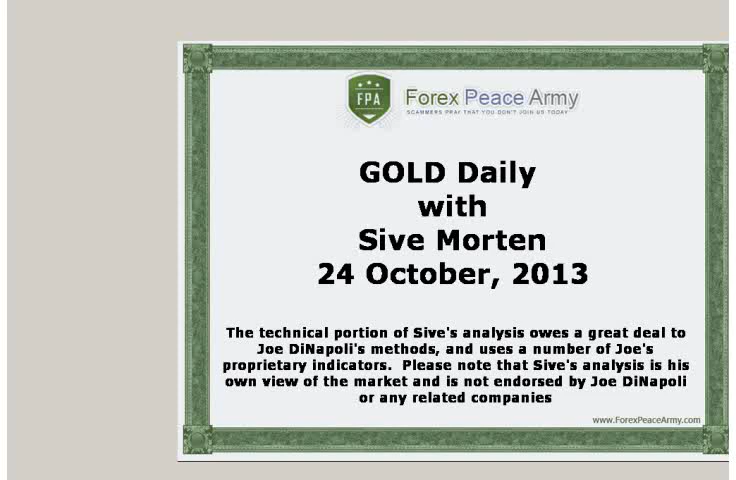 FPA
Forex Peace Army
SCAMMERS PRAY THAT YOU DON'T JOIN US TODAY
GOLD Daily
with
Sive Morten
24 October, 2013
The technical portion of Sive's analysis owes a great deal to
Joe DiNapoli's methods, and uses a number of Joe's
proprietary indicators.  Please note that Sive's analysis is his
own view of the market and is not endorsed by Joe DiNapoli
or any related companies
www.ForexPeaceArmy.com